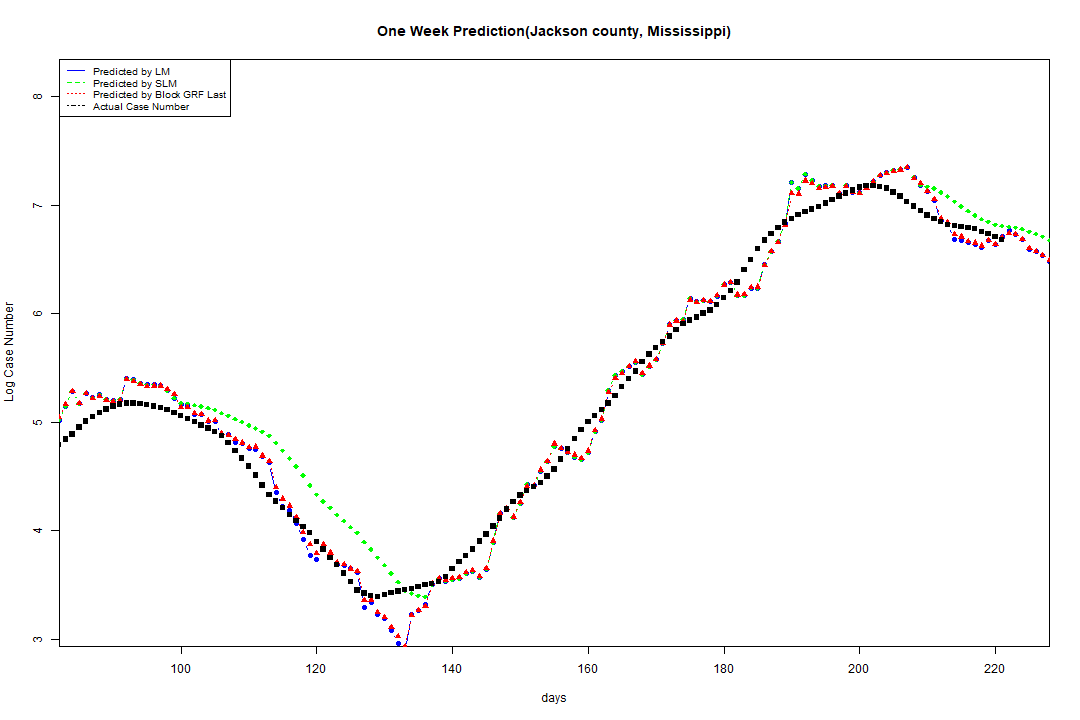 One Week Prediction(Jackson county, Mississippi)
Predicted by LM
Predicted by SLM
Predicted by Block GRF Last
Actual Case Number
Log Case Number
8
7
6
5
4
3
100 120 140 160 180 200 220
days